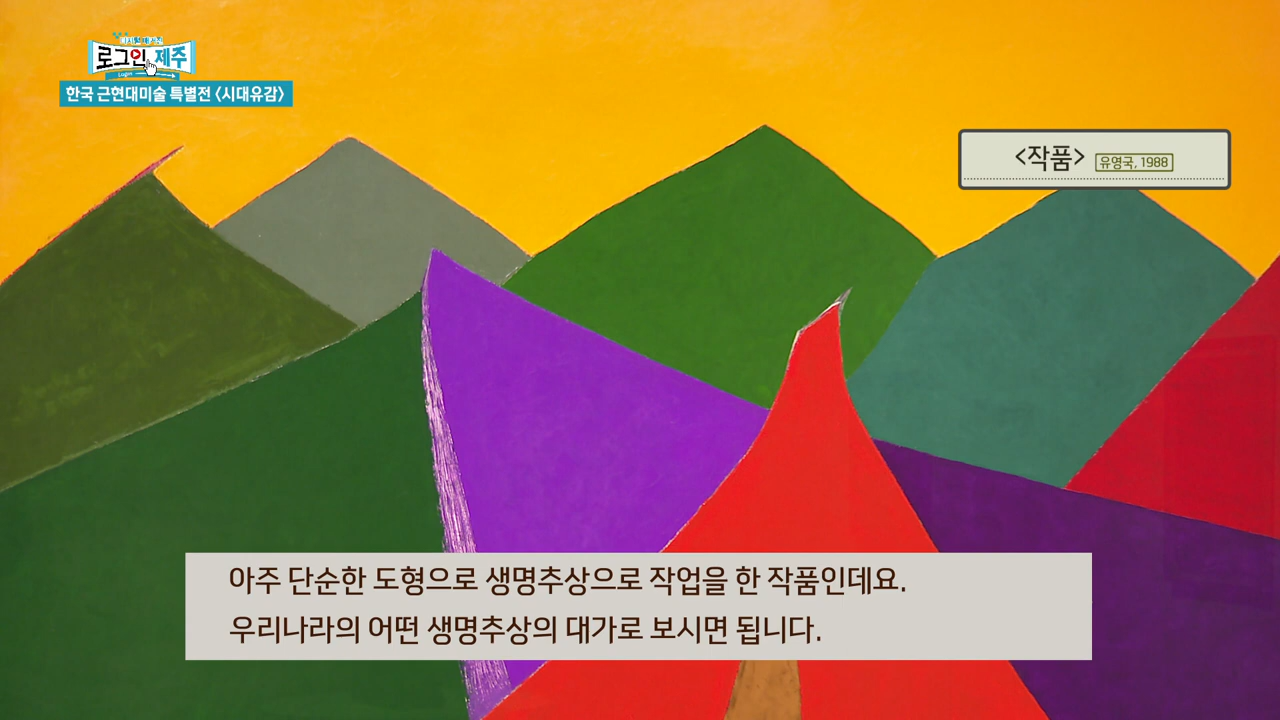 로그인 제주
Login
한국 근현대미술 특별전 <시대유감>
<작품> 유영국, 1988
아주 단순한 도형으로 생명추상으로 작업을 한 작품인데요.
우리나라의 어떤 생명추상의 대가로 보시면 됩니다.